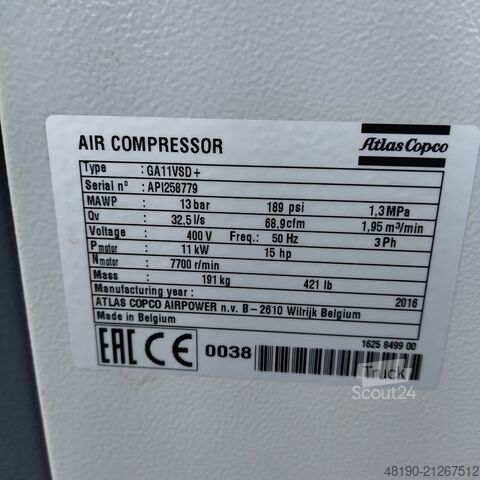 AIR COMPRESSOR
Atlas Copco
Type : GA11VSD+
Serial n° : API258779
MAWP 13 bar 189 psi 1,3 MPa
Qv 32,5 l/s 68,9 cfm 1,95 m³/min
Voltage 400 V Freq.: 50 Hz 3 Ph
Pmotor 11 kW 15 hp
Nmotor 7700 r/min
Mass 191 kg 421 lb
Manufacturing year : 2016
ATLAS COPCO AIRPOWER n.v. B – 2610 Wilrijk Belgium
Made in Belgium
EAC CE 0038
1625 8499 00
Truck
Scout24
48190-21267512